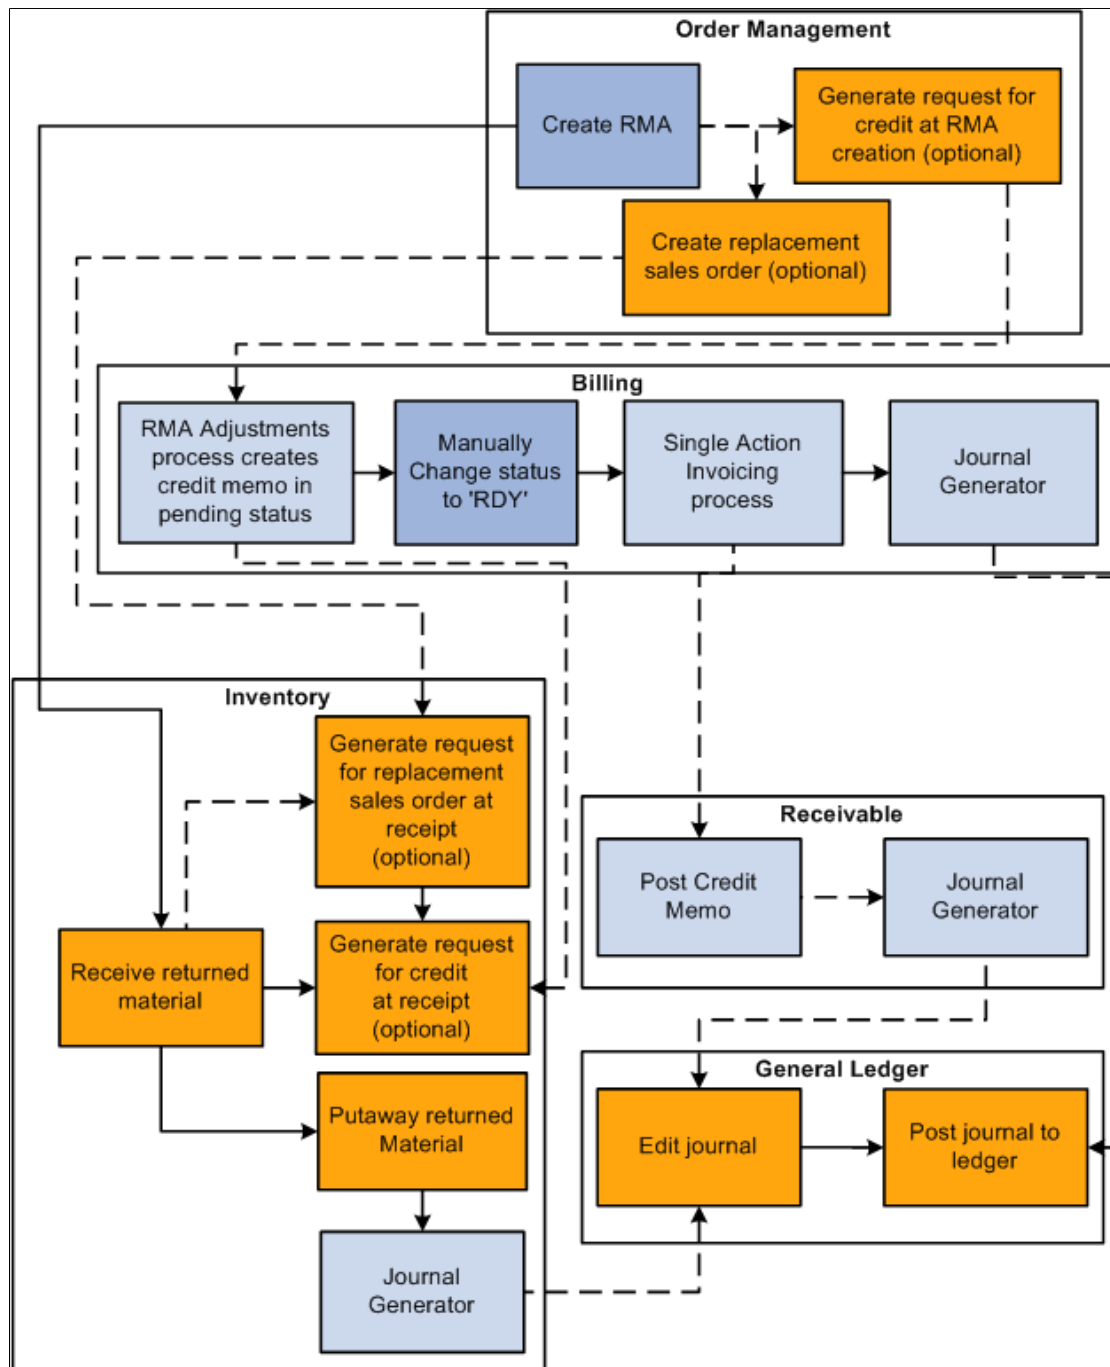 Order Management
Create RMA
Generate request for
credit at RMA
creation (optional)
Create replacement
sales order (optional)
Billing
RMA Adjustments
process creates
credit memo in
pending status
Manually
Change status
to 'RDY'
Single Action
Invoicing
process
Journal
Generator
Inventory
Generate request
for replacement
sales order at
receipt
(optional)
Receive returned
material
Generate request
for credit
at receipt
(optional)
Putaway returned
Material
Journal
Generator
Receivable
Post Credit
Memo
Journal
Generator
General Ledger
Edit journal
Post journal to
ledger